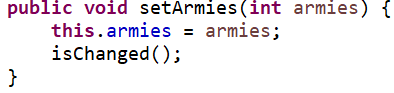 public void setArmies(int armies) {
    this.armies = armies;
    isChanged();
}